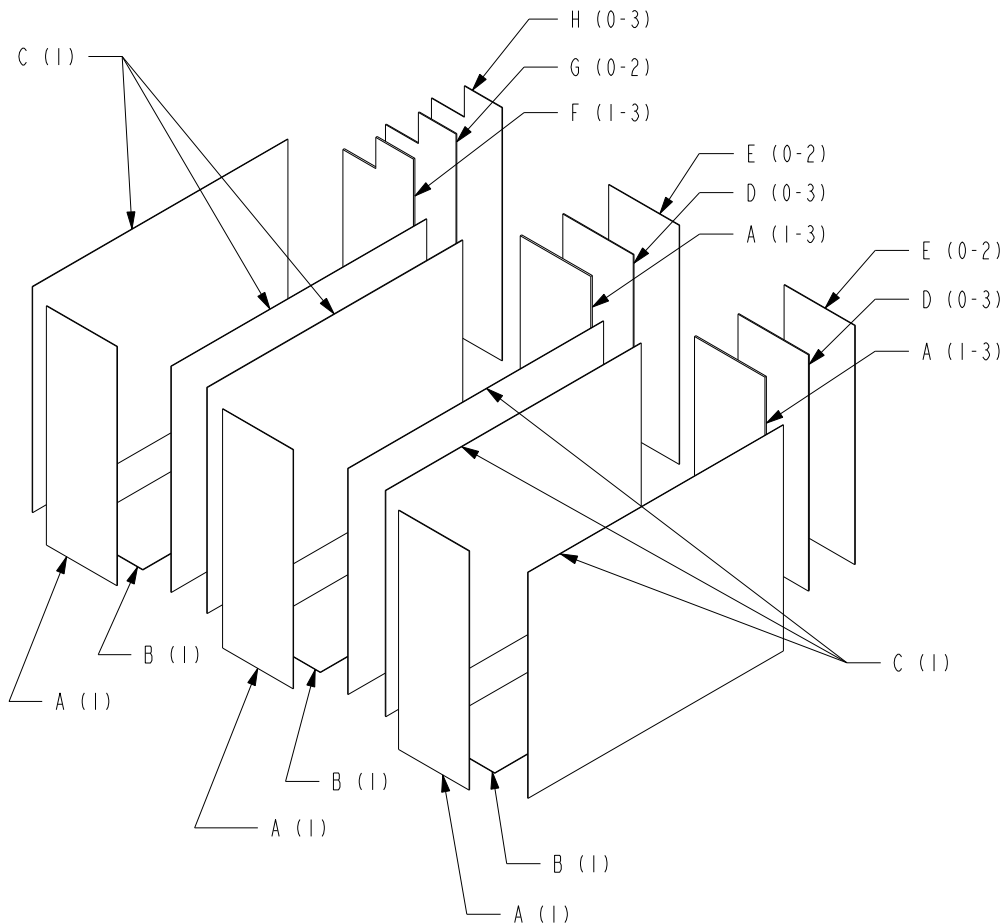 H (0-3)
C (1)
G (0-2)
F (1-3)
E (0-2)
D (0-3)
A (1-3)
E (0-2)
D (0-3)
A (1-3)
B (1)
C (1)
A (1)
B (1)
A (1)
B (1)
A (1)